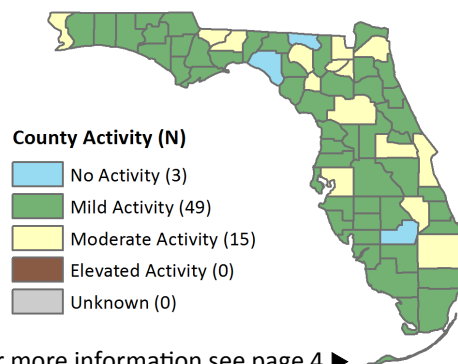 County Activity (N)
No Activity (3)
Mild Activity (49)
Moderate Activity (15)
Elevated Activity (0)
Unknown (0)
more information see page 4 ►